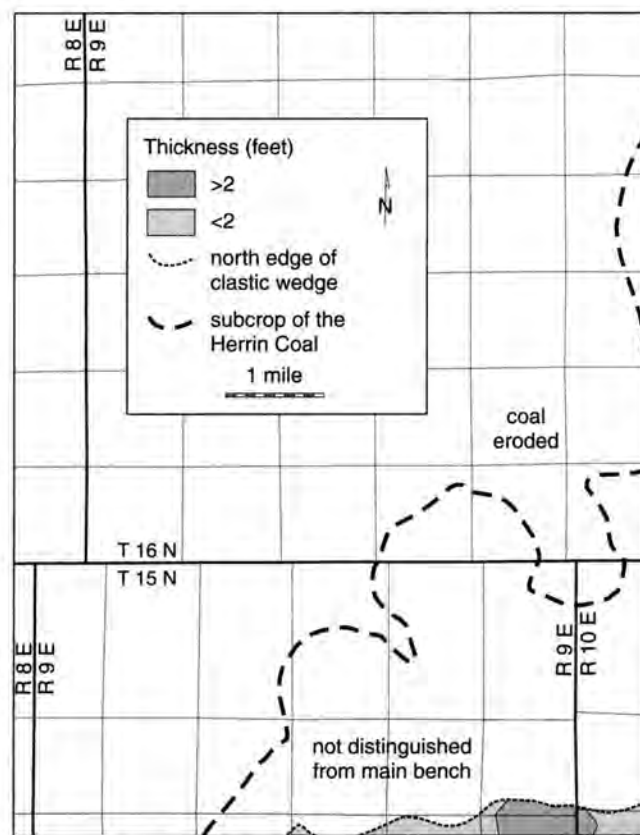 R 8 E
R 9 E
Thickness (feet)
>2
<2
N
north edge of
clastic wedge
subcrop of the
Herrin Coal
1 mile
coal
eroded
T 16 N
T 15 N
R 8 E
R 9 E
R 9 E
R 10 E
not distinguished
from main bench